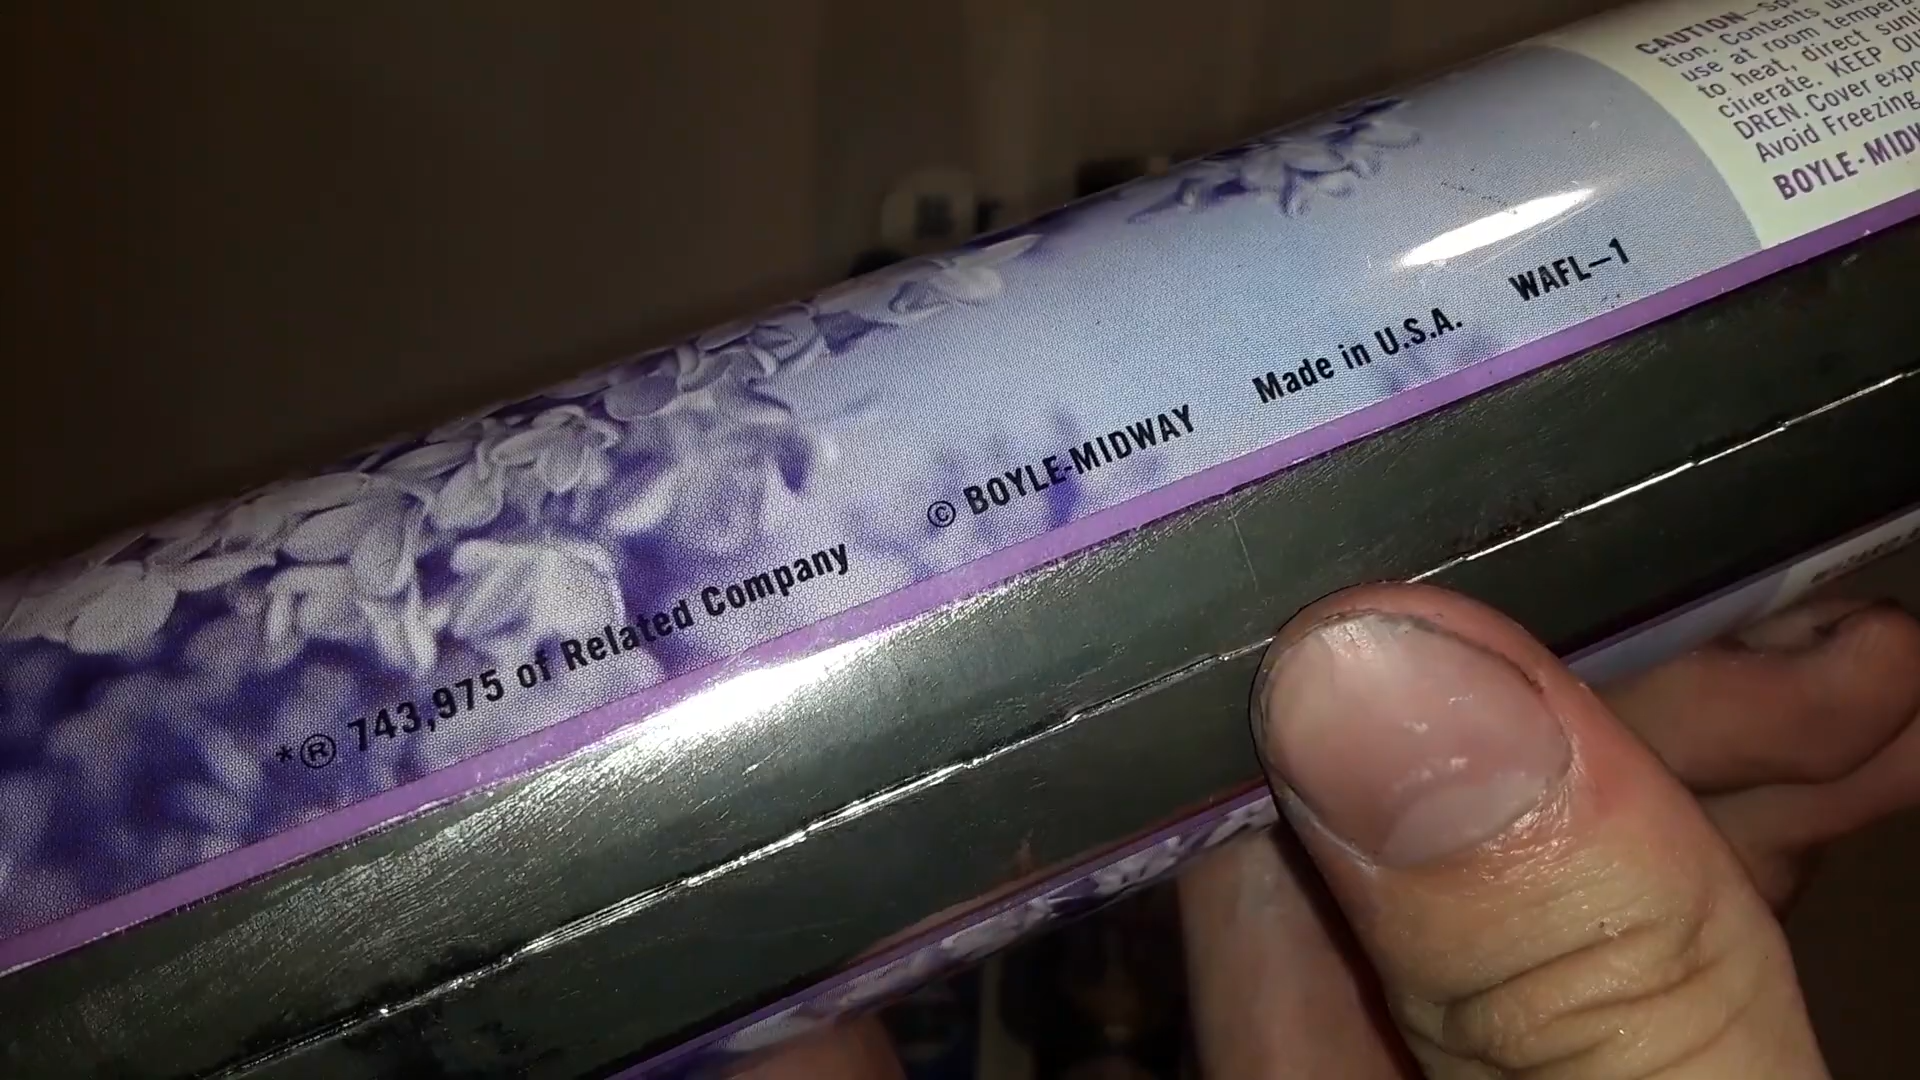 CAUTION—
tion. Contents
use at room
to heat, direct
cinerate. KEEP
DREN. Cover
Avoid Freezing
BOYLE-
*® 743,975 of Related Company © BOYLE-MIDWAY Made in U.S.A. WAFL—1